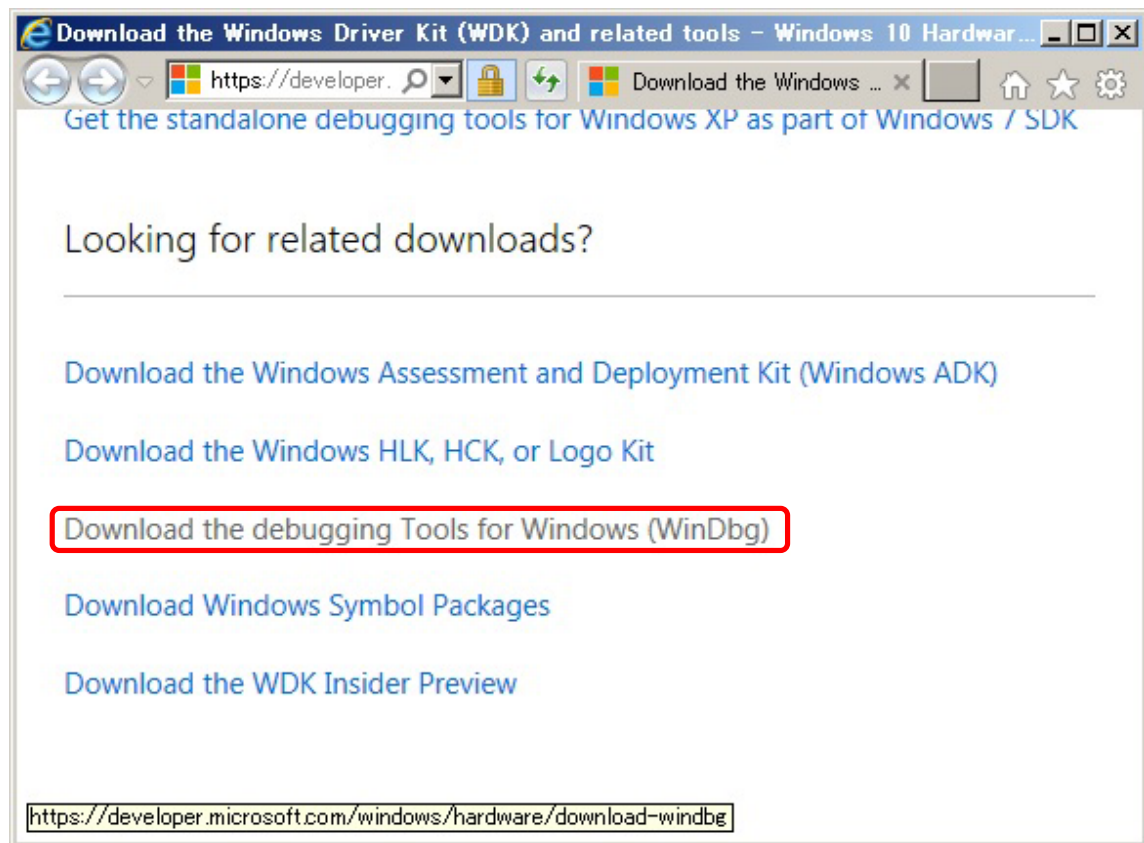 Download the Windows Driver Kit (WDK) and related tools - Windows 10 Hardwar...
https://developer.
Download the Windows ...
Get the standalone debugging tools for Windows XP as part of Windows 7 SDK
Looking for related downloads?
Download the Windows Assessment and Deployment Kit (Windows ADK)
Download the Windows HLK, HCK, or Logo Kit
Download the debugging Tools for Windows (WinDbg)
Download Windows Symbol Packages
Download the WDK Insider Preview
https://developer.microsoft.com/windows/hardware/download-windbg